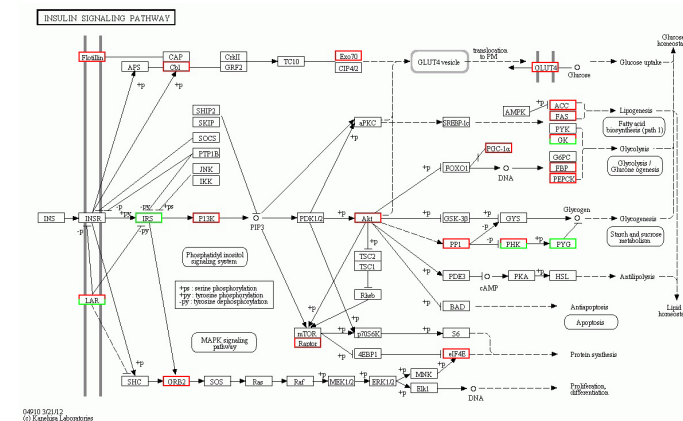 INSULIN SIGNALING PATHWAY
Flotillin
CAP
CrkII
TC10
Exo70
CIP4/2
APS
Cbl
GRF2
GLUT4 vesicle
translocation
to PM
GLUT4
Glucose
Glucose uptake
Glucose
homeosta
+p
SHIP2
SKIP
SOCS
PTP1B
JNK
IKK
aPKC
SREBP-1c
AMPK
+p
ACC
FAS
Lipogenesis
PYK
GK
Fatty acid
biosynthesis (path 1)
Glycolysis
PGC-1α
FOXO1
DNA
G6PC
FBP
PEPCK
Glycolysis /
Gluconeogenesis
INS
INSR
+py
-py
+ps
IRS
PI3K
PIP3
PDK1/2
+p
Akt
+p
GSK-3β
GYS
Glycogen
Glycogenesis
Starch and sucrose
metabolism
PP1
-p
PHK
+p
PYG
Phosphatidyl inositol
signaling system
+ps : serine phosphorylation
+py : tyrosine phosphorylation
-py : tyrosine dephosphorylation
LAR
TSC2
TSC1
Rheb
PDE3
cAMP
PKA
HSL
Antilipolysis
BAD
Antiapoptosis
Apoptosis
Lipid
homeosta
MAPK signaling
pathway
mTOR
Raptor
+p
p70S6K
+p
S6
4EBP1
eIF4E
Protein synthesis
SHC
GRB2
SOS
Ras
Raf
MEK1/2
ERK1/2
MNK
Elk1
DNA
Proliferation,
differentiation
04910 3/21/12
(c) Kanehisa Laboratories